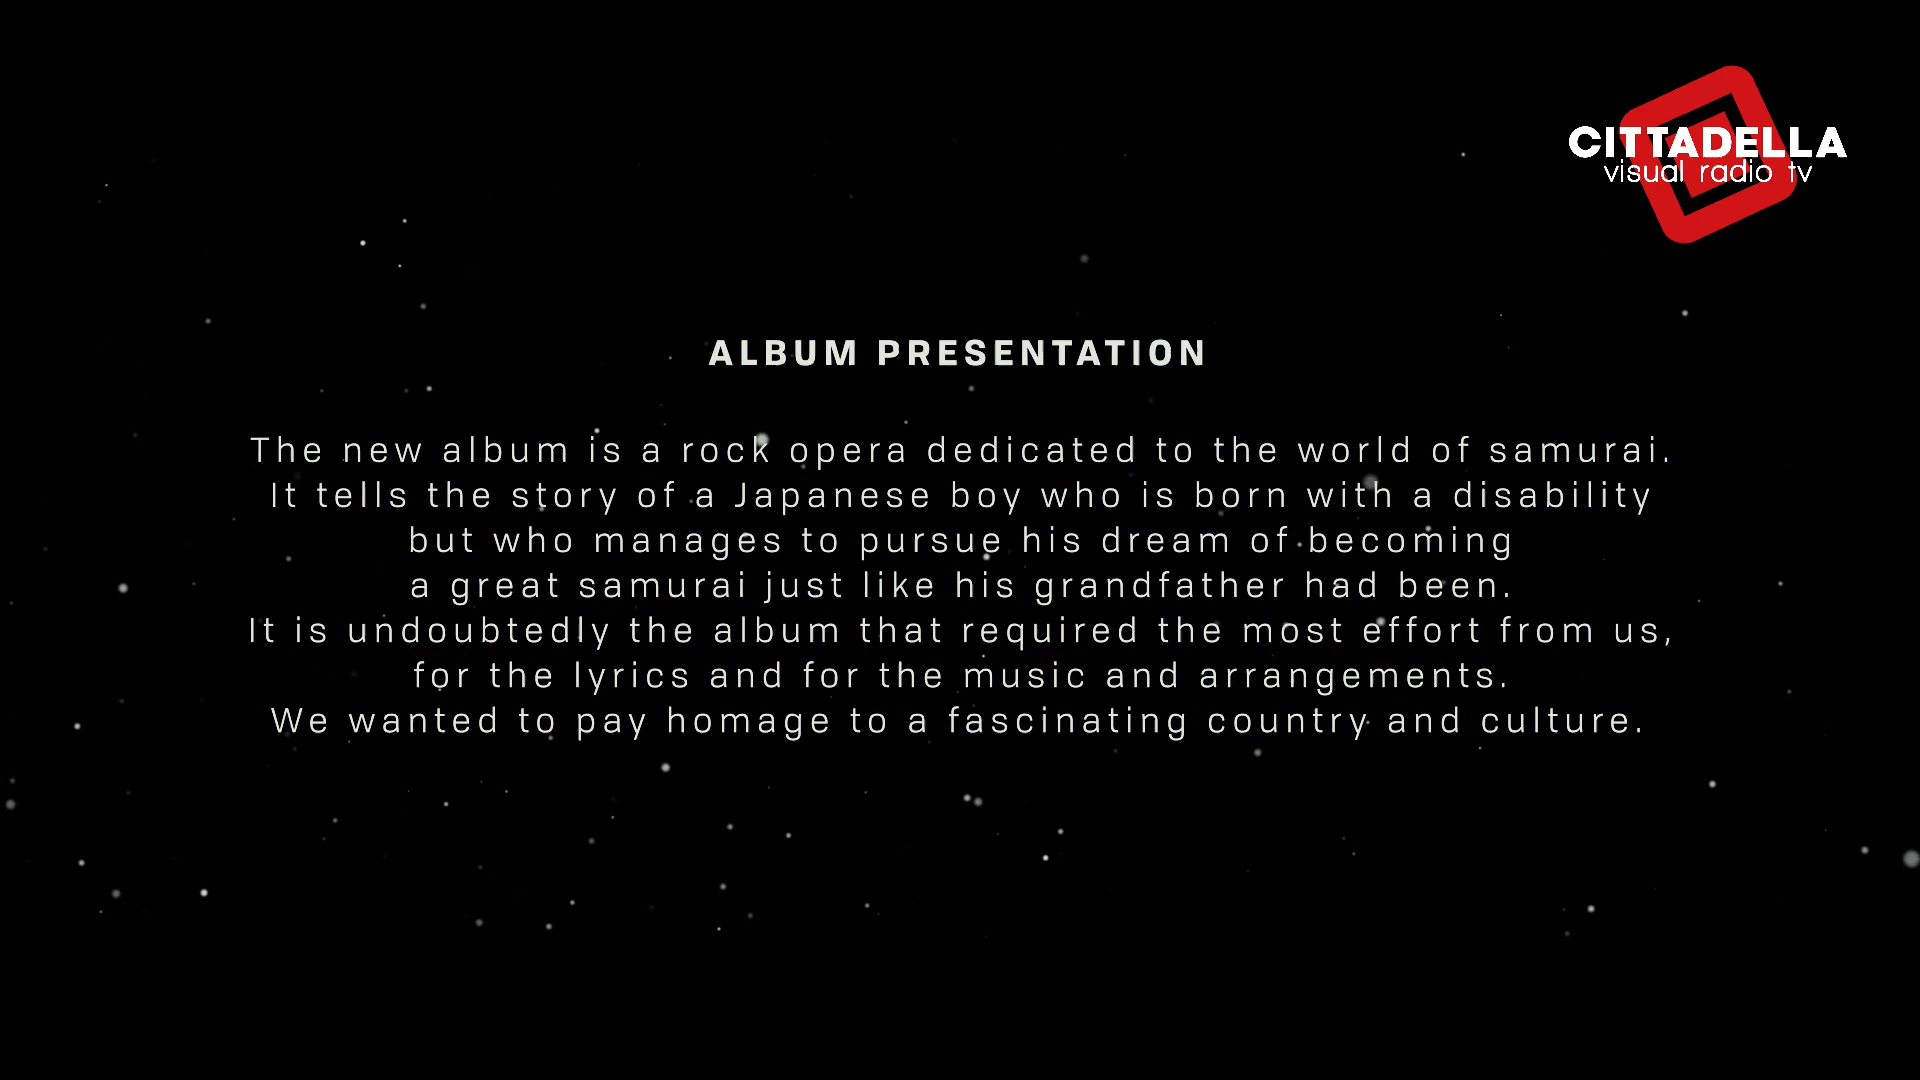 CITTADELLA
visual radio tv
ALBUM PRESENTATION
The new album is a rock opera dedicated to the world of samurai.
It tells the story of a Japanese boy who is born with a disability
but who manages to pursue his dream of becoming
a great samurai just like his grandfather had been.
It is undoubtedly the album that required the most effort from us,
for the lyrics and for the music and arrangements.
We wanted to pay homage to a fascinating country and culture.